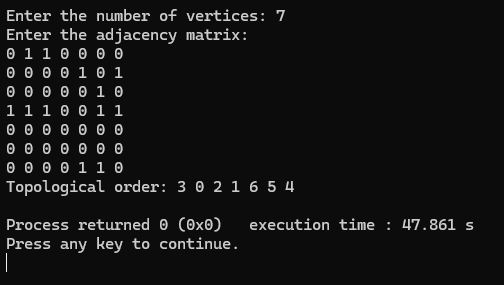 Enter the number of vertices: 7
Enter the adjacency matrix:
0 1 1 0 0 0 0
0 0 0 0 1 0 1
0 0 0 0 0 1 0
1 1 1 0 0 1 1
0 0 0 0 0 0 0
0 0 0 0 0 0 0
0 0 0 0 1 1 0
Topological order: 3 0 2 1 6 5 4
Process returned 0 (0x0)   execution time : 47.861 s
Press any key to continue.